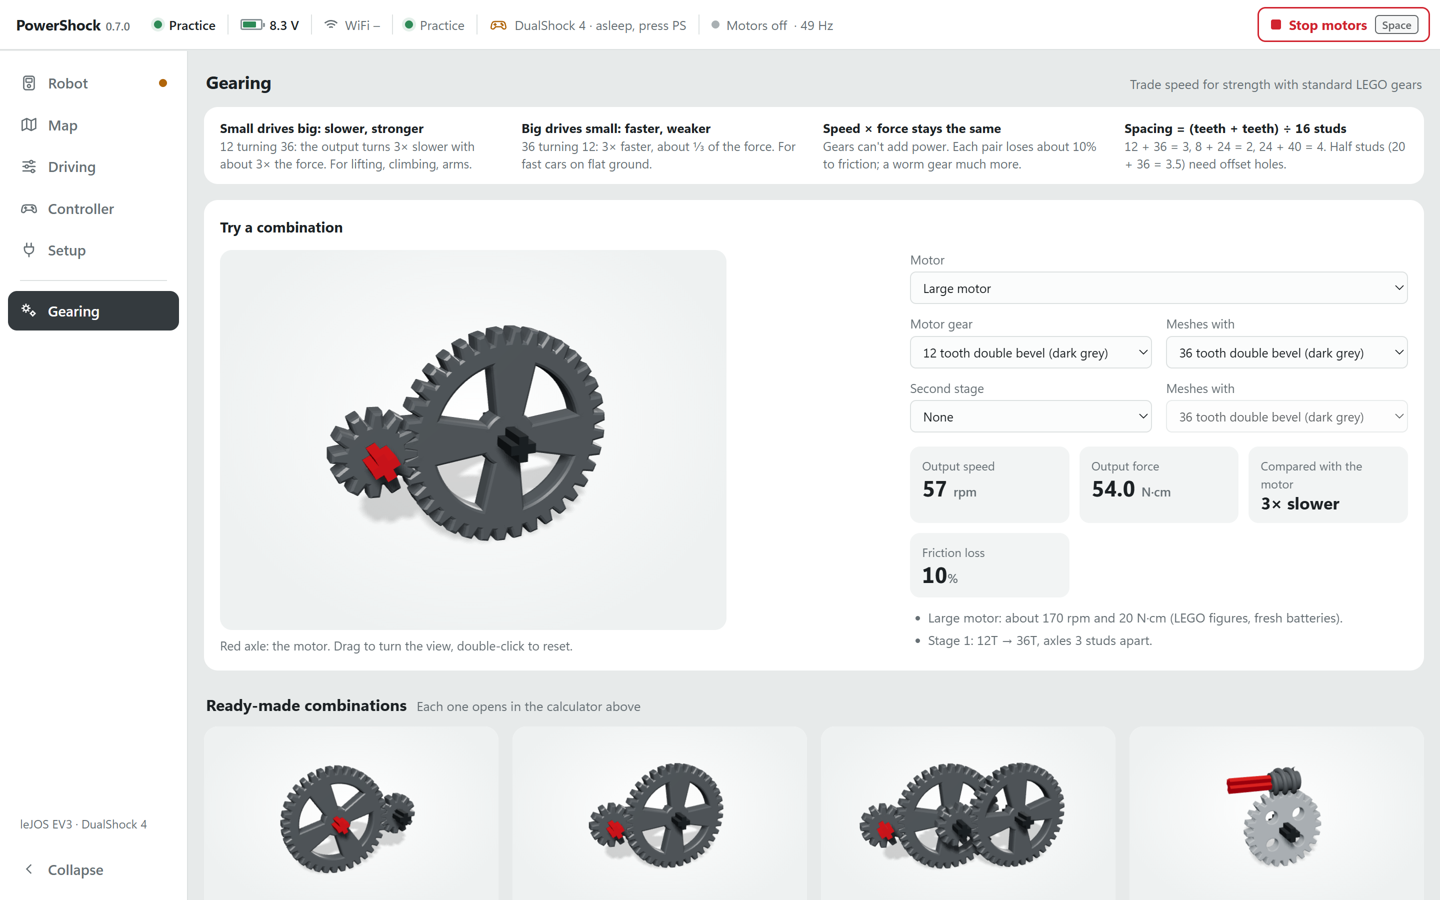 PowerShock 0.7.0
Practice
8.3 V
WiFi –
Practice
DualShock 4 · asleep, press PS
Motors off · 49 Hz
Stop motors Space
Robot
Map
Driving
Controller
Setup
Gearing
leJOS EV3 · DualShock 4
Collapse
Gearing
Trade speed for strength with standard LEGO gears
Small drives big: slower, stronger
12 turning 36: the output turns 3× slower with
about 3× the force. For lifting, climbing, arms.
Big drives small: faster, weaker
36 turning 12: 3× faster, about ⅓ of the force. For
fast cars on flat ground.
Speed × force stays the same
Gears can't add power. Each pair loses about 10%
to friction; a worm gear much more.
Spacing = (teeth + teeth) ÷ 16 studs
12 + 36 = 3, 8 + 24 = 2, 24 + 40 = 4. Half studs (20
+ 36 = 3.5) need offset holes.
Try a combination
Red axle: the motor. Drag to turn the view, double-click to reset.
Motor
Large motor
Motor gear
12 tooth double bevel (dark grey)
Meshes with
36 tooth double bevel (dark grey)
Second stage
None
Meshes with
36 tooth double bevel (dark grey)
Output speed
57 rpm
Output force
54.0 N·cm
Compared with the
motor
3× slower
Friction loss
10%
• Large motor: about 170 rpm and 20 N·cm (LEGO figures, fresh batteries).
• Stage 1: 12T → 36T, axles 3 studs apart.
Ready-made combinations Each one opens in the calculator above